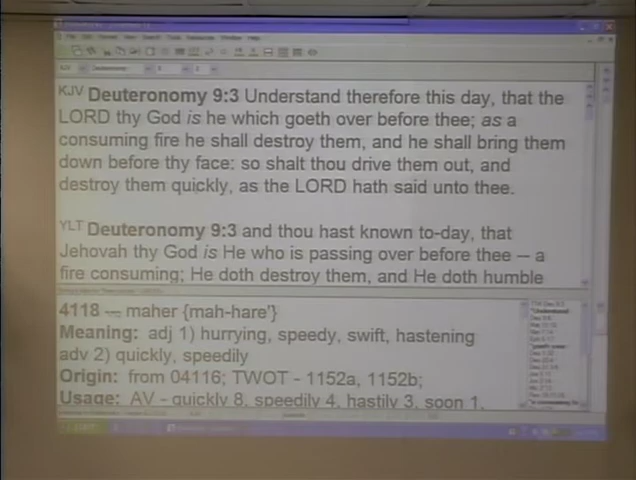 KJV Deuteronomy 9:3 Understand therefore this day, that the
LORD thy God is he which goeth over before thee; as a
consuming fire he shall destroy them, and he shall bring them
down before thy face: so shalt thou drive them out, and
destroy them quickly, as the LORD hath said unto thee.
YLT Deuteronomy 9:3 and thou hast known to-day, that
Jehovah thy God is He who is passing over before thee — a
fire consuming; He doth destroy them, and He doth humble
4118 — maher {mah-hare'}
Meaning: adj 1) hurrying, speedy, swift, hastening
adv 2) quickly, speedily
Origin: from 04116; TWOT - 1152a, 1152b;
Usage: AV - quickly 8, speedily 4, hastily 3, soon 1,